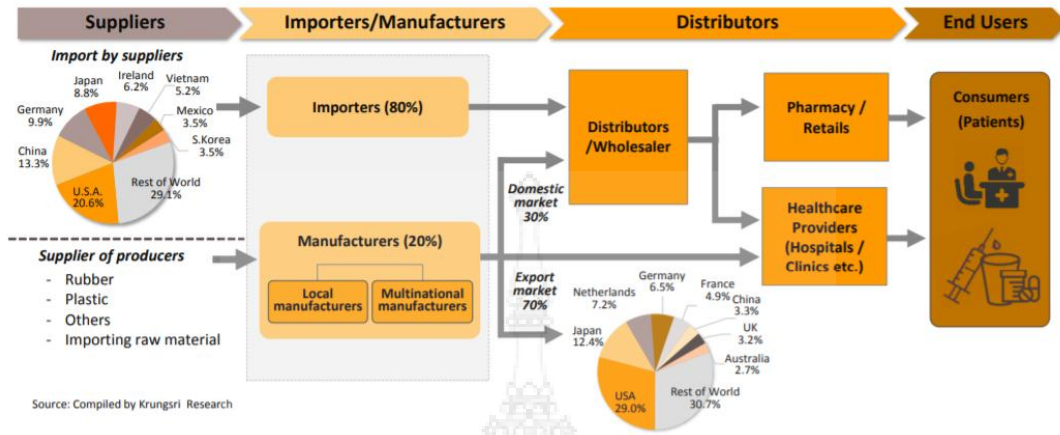 Suppliers
Importers/Manufacturers
Distributors
End Users
Import by suppliers
Japan
8.8%
Ireland
6.2%
Vietnam
5.2%
Germany
9.9%
Mexico
3.5%
S.Korea
3.5%
China
13.3%
U.S.A.
20.6%
Rest of World
29.1%
Supplier of producers
- Rubber
- Plastic
- Others
- Importing raw material
Importers (80%)
Manufacturers (20%)
Local
manufacturers
Multinational
manufacturers
Distributors
/Wholesaler
Domestic
market
30%
Export
market
70%
Pharmacy /
Retails
Healthcare
Providers
(Hospitals /
Clinics etc.)
Germany
6.5%
France
4.9%
Netherlands
7.2%
China
3.3%
Japan
12.4%
UK
3.2%
Australia
2.7%
USA
29.0%
Rest of World
30.7%
Consumers
(Patients)
Source: Compiled by Krungsri Research